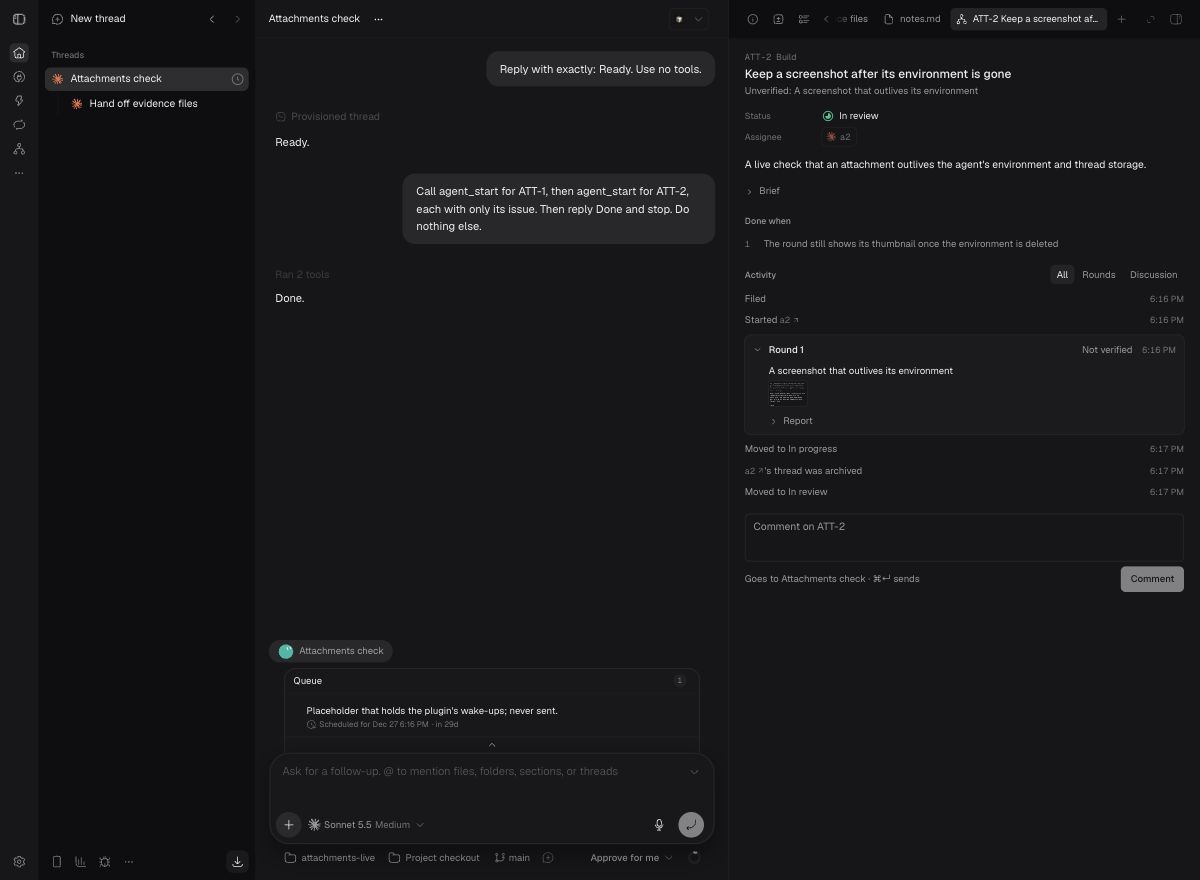 New thread
Threads
Attachments check
Hand off evidence files
Attachments check
Reply with exactly: Ready. Use no tools.
Provisioned thread
Ready.
Call agent_start for ATT-1, then agent_start for ATT-2,
each with only its issue. Then reply Done and stop. Do
nothing else.
Ran 2 tools
Done.
Attachments check
Queue
1
Placeholder that holds the plugin's wake-ups; never sent.
Scheduled for Dec 27 6:16 PM · in 29d
Ask for a follow-up, @ to mention files, folders, sections, or threads
Sonnet 5.5 Medium
attachments-live
Project checkout
main
Approve for me
files
notes.md
ATT-2 Keep a screenshot af...
ATT-2 Build
Keep a screenshot after its environment is gone
Unverified: A screenshot that outlives its environment
Status
In review
Assignee
a2
A live check that an attachment outlives the agent's environment and thread storage.
Brief
Done when
1 The round still shows its thumbnail once the environment is deleted
Activity
All
Rounds
Discussion
Filed
6:16 PM
Started a2 ↗
6:16 PM
Round 1
Not verified
6:16 PM
A screenshot that outlives its environment
Report
Moved to In progress
6:17 PM
a2 ↗'s thread was archived
6:17 PM
Moved to In review
6:17 PM
Comment on ATT-2
Goes to Attachments check · ⌘↵ sends
Comment